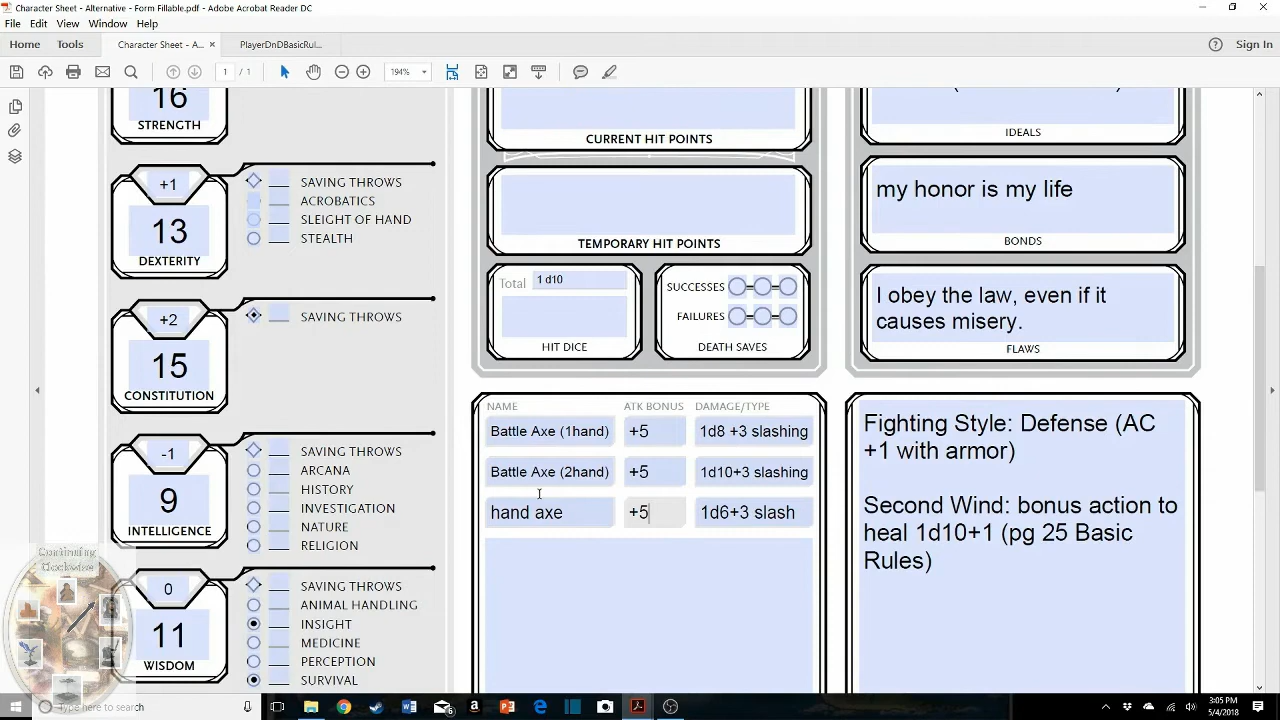 Character Sheet - Alternative - Form Fillable.pdf - Adobe Acrobat Reader DC
File Edit View Window Help
Home Tools Character Sheet - A... × PlayerDnDBasicRul... Sign In
1 / 1 194%
16
STRENGTH
+1
13
DEXTERITY
SAVING THROWS
ACROBATICS
SLEIGHT OF HAND
STEALTH
+2
15
CONSTITUTION
SAVING THROWS
-1
9
INTELLIGENCE
SAVING THROWS
ARCANA
HISTORY
INVESTIGATION
NATURE
RELIGION
0
11
WISDOM
SAVING THROWS
ANIMAL HANDLING
INSIGHT
MEDICINE
PERCEPTION
SURVIVAL
CURRENT HIT POINTS
TEMPORARY HIT POINTS
Total 1 d10
HIT DICE
SUCCESSES
FAILURES
DEATH SAVES
NAME ATK BONUS DAMAGE/TYPE
Battle Axe (1hand) +5 1d8 +3 slashing
Battle Axe (2hand) +5 1d10+3 slashing
hand axe +5 1d6+3 slash
IDEALS
my honor is my life
BONDS
I obey the law, even if it
causes misery.
FLAWS
Fighting Style: Defense (AC
+1 with armor)
Second Wind: bonus action to
heal 1d10+1 (pg 25 Basic
Rules)
Continuing
Clockwise
Type here to search
3:05 PM
5/4/2018